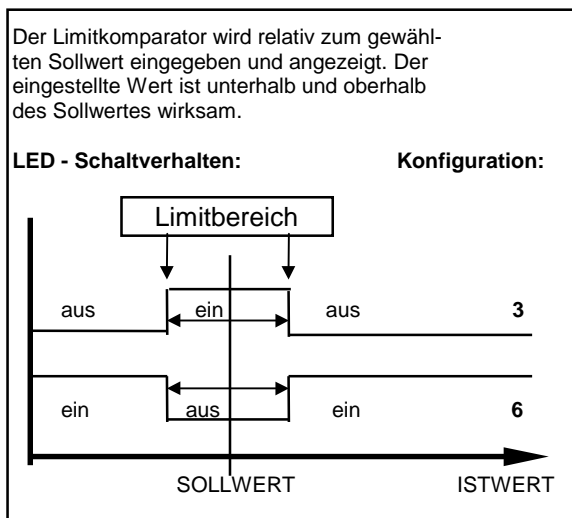 Der Limitkomparator wird relativ zum gewähl-
ten Sollwert eingegeben und angezeigt. Der
eingestellte Wert ist unterhalb und oberhalb
des Sollwertes wirksam.
LED - Schaltverhalten: Konfiguration:
Limitbereich
aus ein aus 3
ein aus ein 6
SOLLWERT ISTWERT